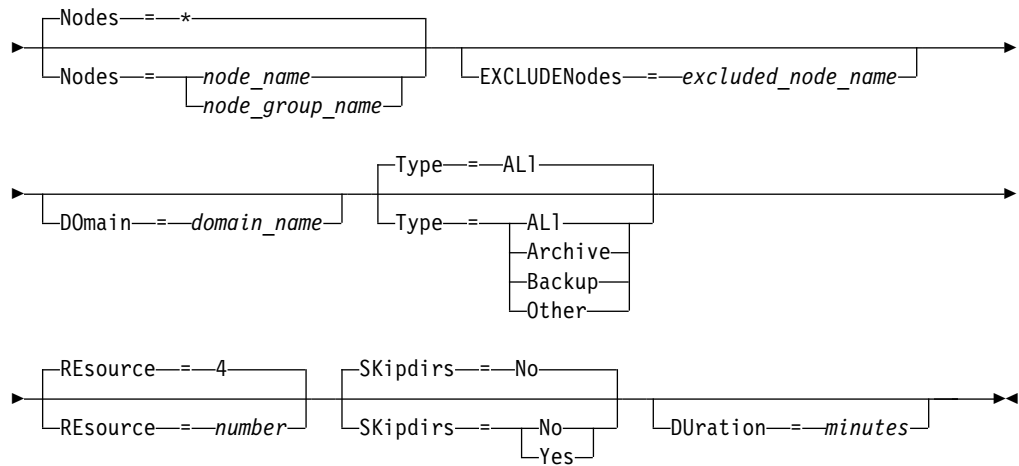 Nodes = *
Nodes = node_name
node_group_name
EXCLUDENodes = excluded_node_name
DOmain = domain_name
Type = ALl
Type = ALl
Archive
Backup
Other
REsource = 4
REsource = number
SKipdirs = No
SKipdirs = No
Yes
DUration = minutes